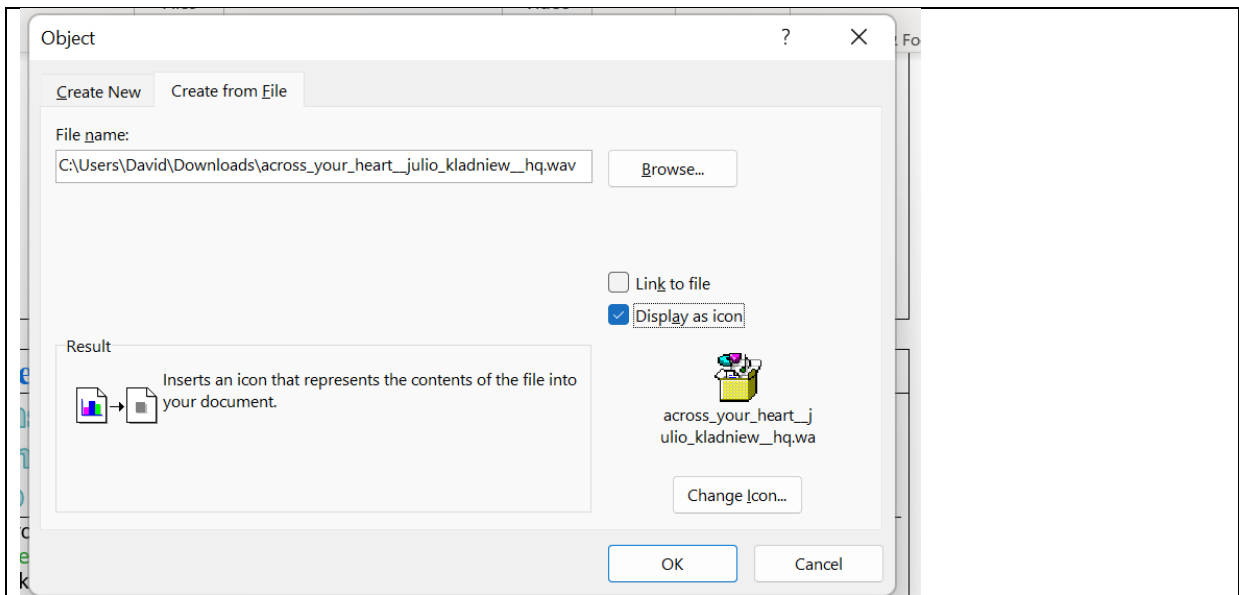 Object
?
Fo
Create New
Create from File
File name:
C:\Users\David\Downloads\across_your_heart__julio_kladniew__hq.wav
Browse...
Link to file
Display as icon
Result
Inserts an icon that represents the contents of the file into
your document.
across_your_heart__j
ulio_kladniew__hq.wa
Change Icon...
OK
Cancel